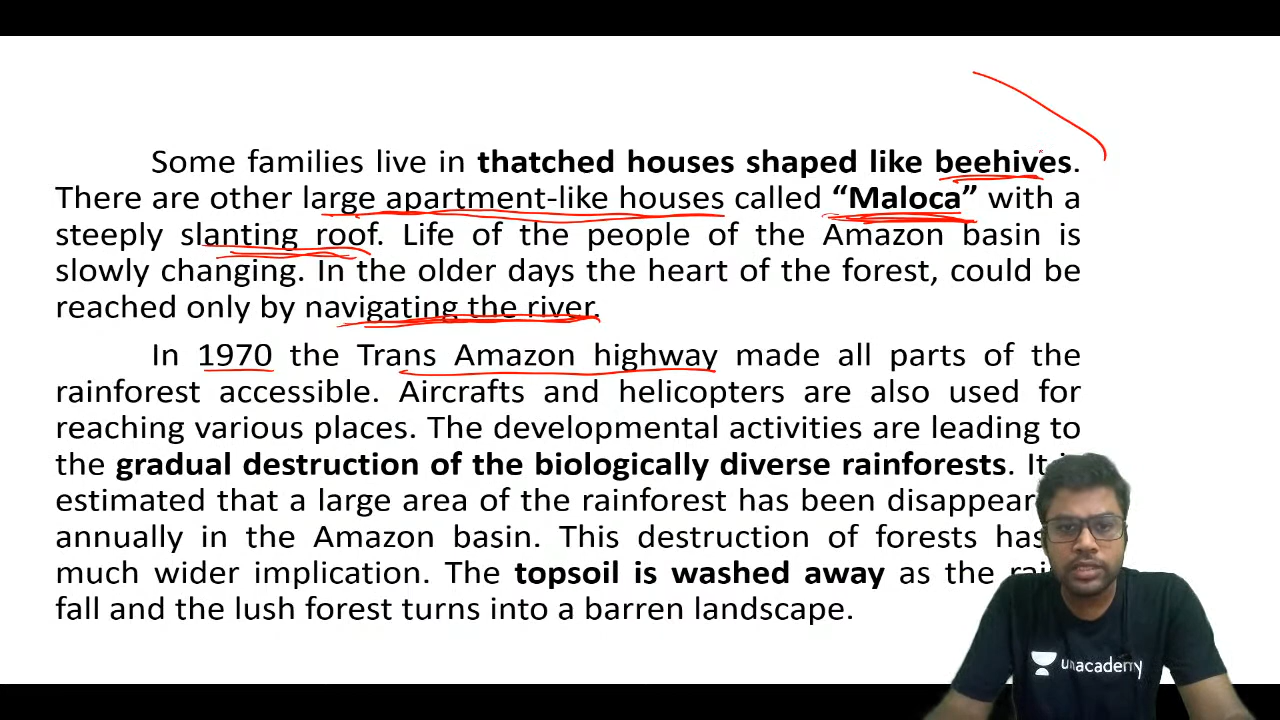 Some families live in thatched houses shaped like beehives.
There are other large apartment-like houses called “Maloca” with a
steeply slanting roof. Life of the people of the Amazon basin is
slowly changing. In the older days the heart of the forest, could be
reached only by navigating the river.
In 1970 the Trans Amazon highway made all parts of the
rainforest accessible. Aircrafts and helicopters are also used for
reaching various places. The developmental activities are leading to
the gradual destruction of the biologically diverse rainforests. It
estimated that a large area of the rainforest has been
annually in the Amazon basin. This destruction of forests has
much wider implication. The topsoil is washed away as the
fall and the lush forest turns into a barren landscape.
unacademy